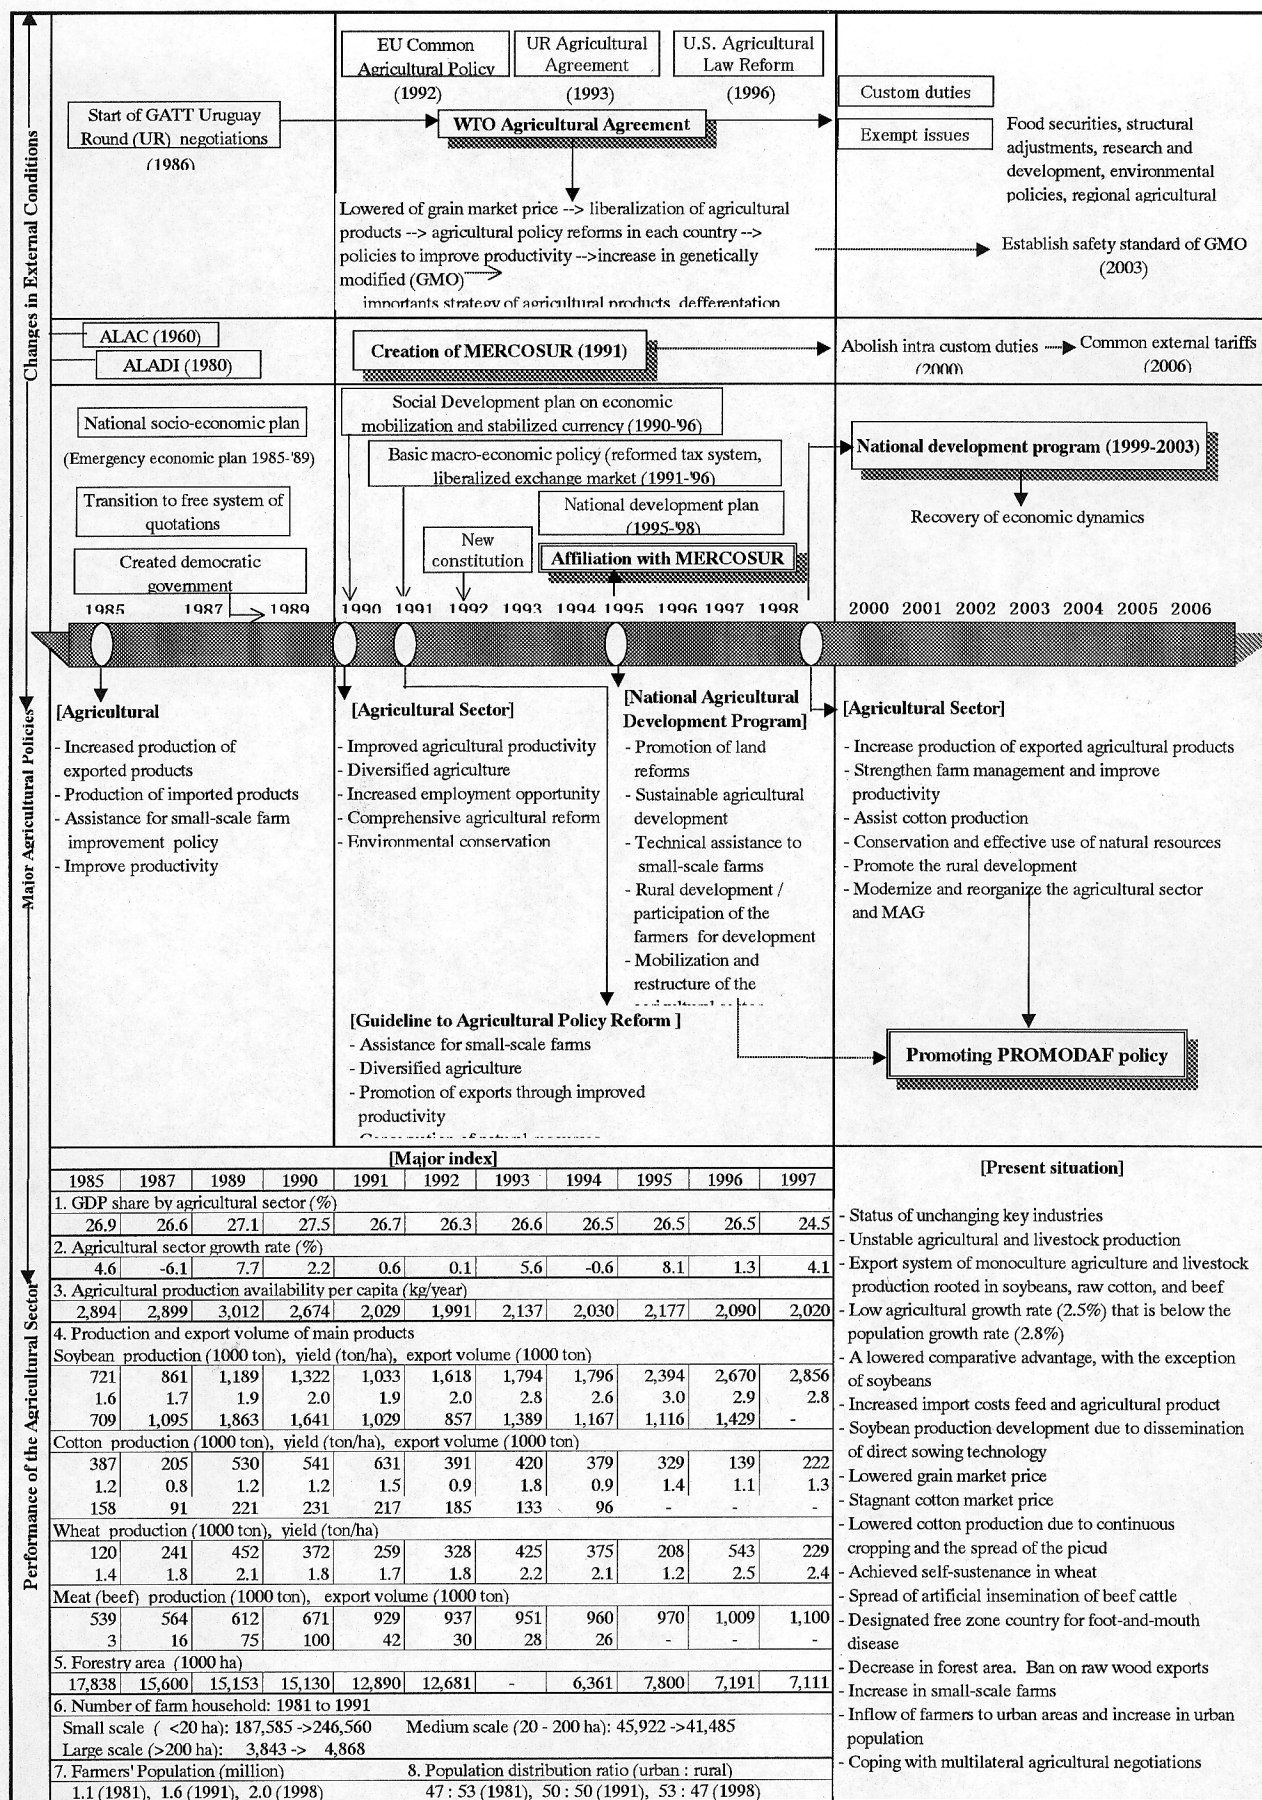 Changes in External Conditions
EU Common
Agricultural Policy
(1992)
UR Agricultural
Agreement
(1993)
U.S. Agricultural
Law Reform
(1996)
Start of GATT Uruguay
Round (UR) negotiations
(1986)
WTO Agricultural Agreement
Custom duties
Exempt issues
Food securities, structural
adjustments, research and
development, environmental
policies, regional agricultural
Lowered of grain market price --> liberalization of agricultural
products --> agricultural policy reforms in each country -->
policies to improve productivity -->increase in genetically
modified (GMO)
importants strategy of agricultural products defferentation
Establish safety standard of GMO
(2003)
ALAC (1960)
ALADI (1980)
Creation of MERCOSUR (1991)
Abolish intra custom duties
(2000)
Common external tariffs
(2006)
Major Agricultural Policies
National socio-economic plan
(Emergency economic plan 1985-'89)
Transition to free system of
quotations
Created democratic
government
Social Development plan on economic
mobilization and stabilized currency (1990-'96)
Basic macro-economic policy (reformed tax system,
liberalized exchange market (1991-'96)
National development plan
(1995-'98)
New
constitution
Affiliation with MERCOSUR
National development program (1999-2003)
Recovery of economic dynamics
1985 1987 1989 1990 1991 1992 1993 1994 1995 1996 1997 1998 2000 2001 2002 2003 2004 2005 2006
[Agricultural
- Increased production of
exported products
- Production of imported products
- Assistance for small-scale farm
improvement policy
- Improve productivity
[Agricultural Sector]
- Improved agricultural productivity
- Diversified agriculture
- Increased employment opportunity
- Comprehensive agricultural reform
- Environmental conservation
[National Agricultural
Development Program]
- Promotion of land
reforms
- Sustainable agricultural
development
- Technical assistance to
small-scale farms
- Rural development /
participation of the
farmers for development
- Mobilization and
restructure of the
agricultural sector
[Agricultural Sector]
- Increase production of exported agricultural products
- Strengthen farm management and improve
productivity
- Assist cotton production
- Conservation and effective use of natural resources
- Promote the rural development
- Modernize and reorganize the agricultural sector
and MAG
[Guideline to Agricultural Policy Reform ]
- Assistance for small-scale farms
- Diversified agriculture
- Promotion of exports through improved
productivity
- Conservation of natural resources
Promoting PROMODAF policy
Performance of the Agricultural Sector
[Major index]
1985 1987 1989 1990 1991 1992 1993 1994 1995 1996 1997
1. GDP share by agricultural sector (%)
26.9 26.6 27.1 27.5 26.7 26.3 26.6 26.5 26.5 26.5 24.5
2. Agricultural sector growth rate (%)
4.6 -6.1 7.7 2.2 0.6 0.1 5.6 -0.6 8.1 1.3 4.1
3. Agricultural production availability per capita (kg/year)
2,894 2,899 3,012 2,674 2,029 1,991 2,137 2,030 2,177 2,090 2,020
4. Production and export volume of main products
Soybean production (1000 ton), yield (ton/ha), export volume (1000 ton)
721 861 1,189 1,322 1,033 1,618 1,794 1,796 2,394 2,670 2,856
1.6 1.7 1.9 2.0 1.9 2.0 2.8 2.6 3.0 2.9 2.8
709 1,095 1,863 1,641 1,029 857 1,389 1,167 1,116 1,429 -
Cotton production (1000 ton), yield (ton/ha), export volume (1000 ton)
387 205 530 541 631 391 420 379 329 139 222
1.2 0.8 1.2 1.2 1.5 0.9 1.8 0.9 1.4 1.1 1.3
158 91 221 231 217 185 133 96 - - -
Wheat production (1000 ton), yield (ton/ha)
120 241 452 372 259 328 425 375 208 543 229
1.4 1.8 2.1 1.8 1.7 1.8 2.2 2.1 1.2 2.5 2.4
Meat (beef) production (1000 ton), export volume (1000 ton)
539 564 612 671 929 937 951 960 970 1,009 1,100
3 16 75 100 42 30 28 26 - - -
5. Forestry area (1000 ha)
17,838 15,600 15,153 15,130 12,890 12,681 - 6,361 7,800 7,191 7,111
6. Number of farm household: 1981 to 1991
Small scale ( <20 ha): 187,585 ->246,560 Medium scale (20 - 200 ha): 45,922 ->41,485
Large scale (>200 ha): 3,843 -> 4,868
7. Farmers' Population (million) 8. Population distribution ratio (urban : rural)
1.1 (1981), 1.6 (1991), 2.0 (1998) 47 : 53 (1981), 50 : 50 (1991), 53 : 47 (1998)
[Present situation]
- Status of unchanging key industries
- Unstable agricultural and livestock production
- Export system of monoculture agriculture and livestock
production rooted in soybeans, raw cotton, and beef
- Low agricultural growth rate (2.5%) that is below the
population growth rate (2.8%)
- A lowered comparative advantage, with the exception
of soybeans
- Increased import costs feed and agricultural product
- Soybean production development due to dissemination
of direct sowing technology
- Lowered grain market price
- Stagnant cotton market price
- Lowered cotton production due to continuous
cropping and the spread of the picud
- Achieved self-sustenance in wheat
- Spread of artificial insemination of beef cattle
- Designated free zone country for foot-and-mouth
disease
- Decrease in forest area. Ban on raw wood exports
- Increase in small-scale farms
- Inflow of farmers to urban areas and increase in urban
population
- Coping with multilateral agricultural negotiations